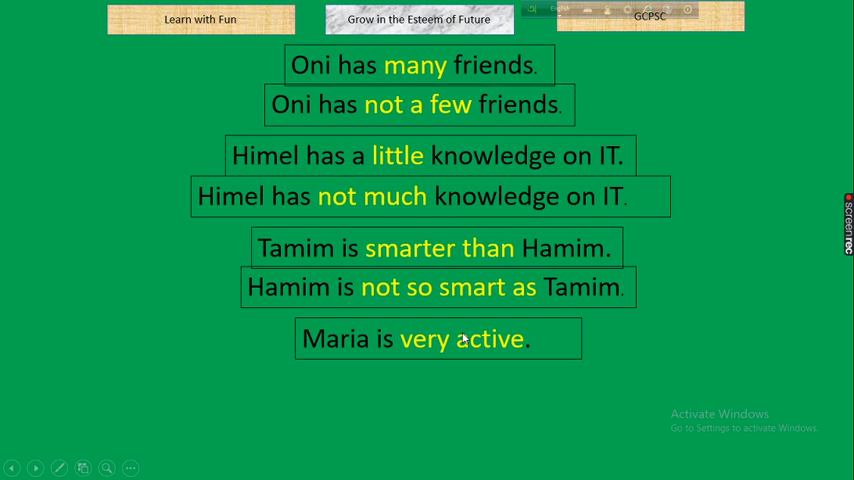 Learn with Fun
Grow in the Esteem of Future
English
GCPSC
Oni has many friends.
Oni has not a few friends.
Himel has a little knowledge on IT.
Himel has not much knowledge on IT.
Tamim is smarter than Hamim.
Hamim is not so smart as Tamim.
Maria is very active.
screenrec
Activate Windows
Go to Settings to activate Windows.